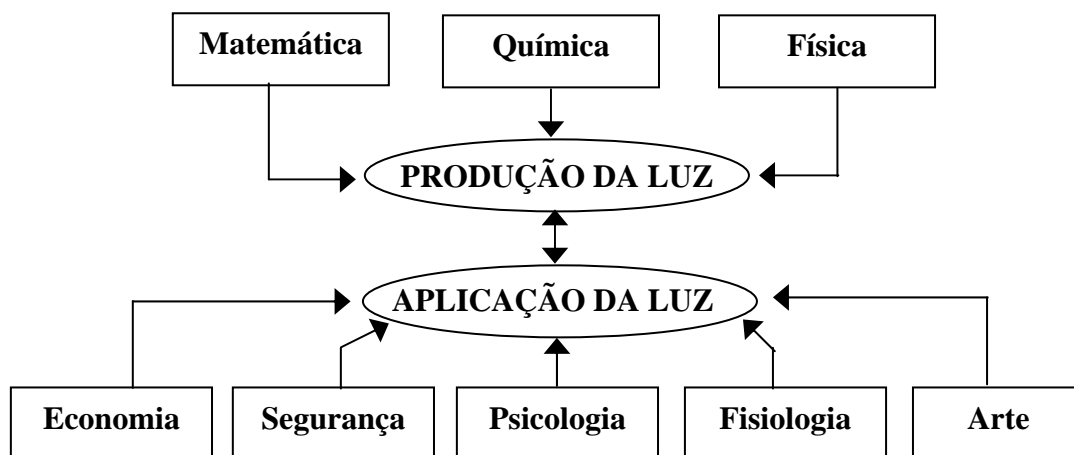 Matemática
Química
Física
PRODUÇÃO DA LUZ
APLICAÇÃO DA LUZ
Economia
Segurança
Psicologia
Fisiologia
Arte